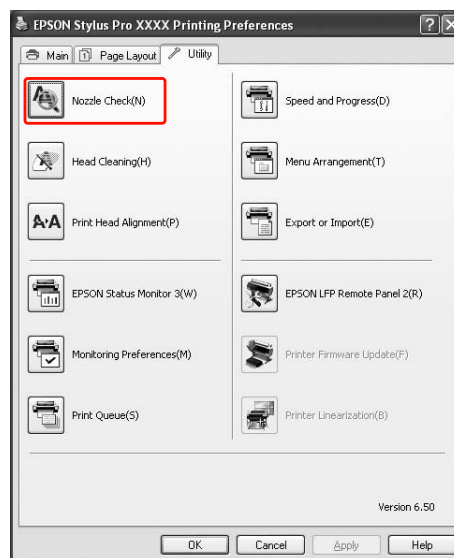 EPSON Stylus Pro XXXX Printing Preferences
Main Page Layout Utility
Nozzle Check(N)
Speed and Progress(D)
Head Cleaning(H)
Menu Arrangement(T)
A·A
Print Head Alignment(P)
Export or Import(E)
EPSON Status Monitor 3(W)
EPSON LFP Remote Panel 2(R)
Monitoring Preferences(M)
Printer Firmware Update(F)
Print Queue(S)
Printer Linearization(B)
Version 6.50
OK Cancel Apply Help